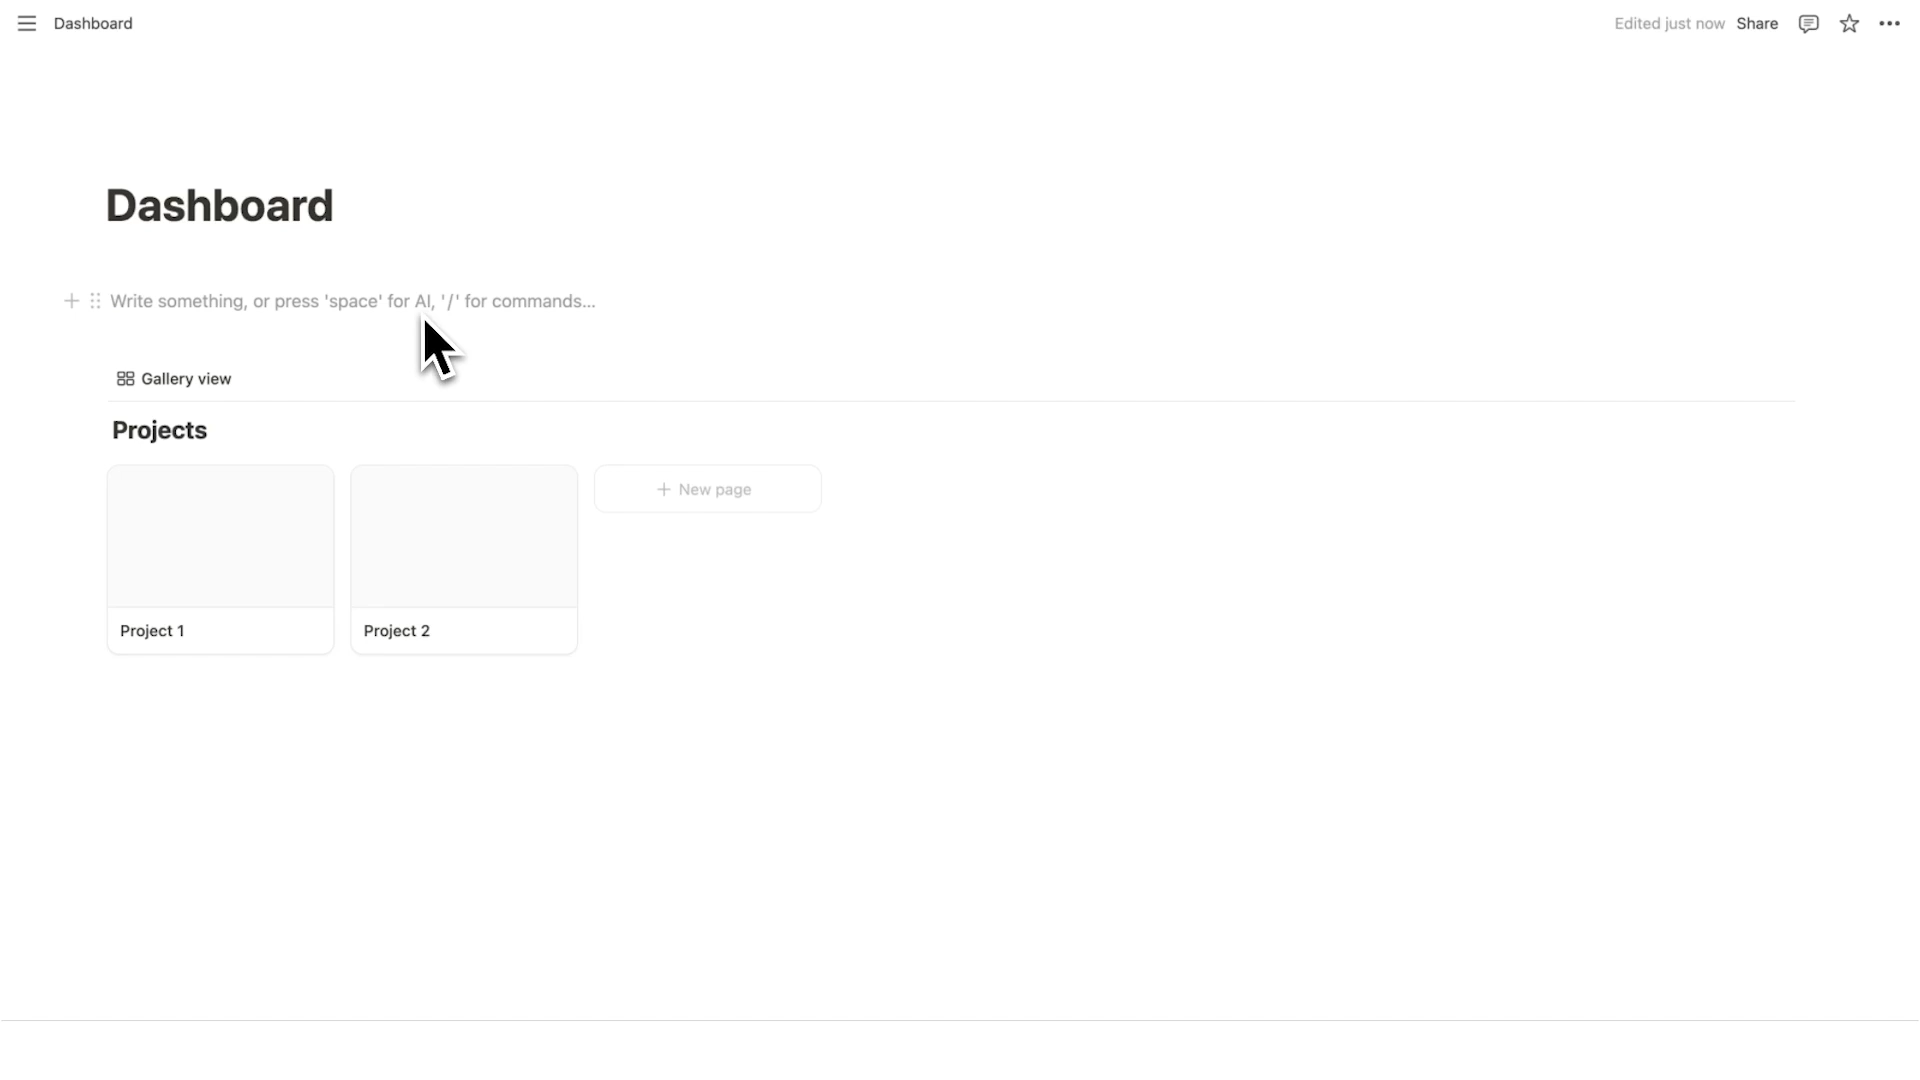 Dashboard
Edited just now
Share
Dashboard
Write something, or press 'space' for AI, '/' for commands...
Gallery view
Projects
New page
Project 1
Project 2